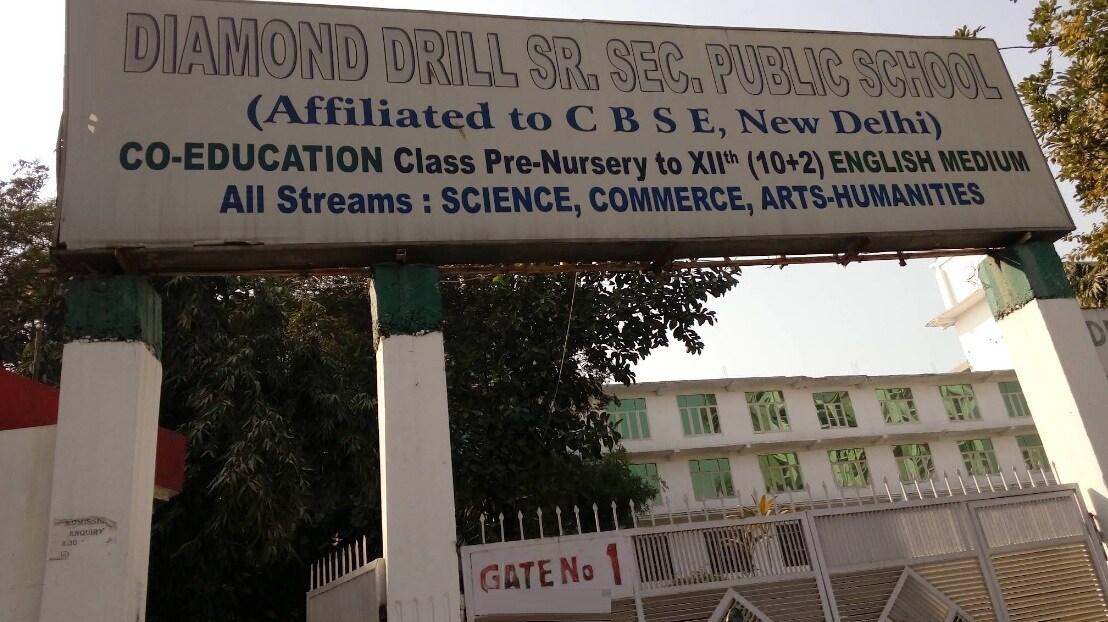 DIAMOND DRILL SR. SEC. PUBLIC SCHOOL
(Affiliated to C B S E, New Delhi)
CO-EDUCATION Class Pre-Nursery to XIIth (10+2) ENGLISH MEDIUM
All Streams : SCIENCE, COMMERCE, ARTS-HUMANITIES
ENQUIRY
GATE No 1